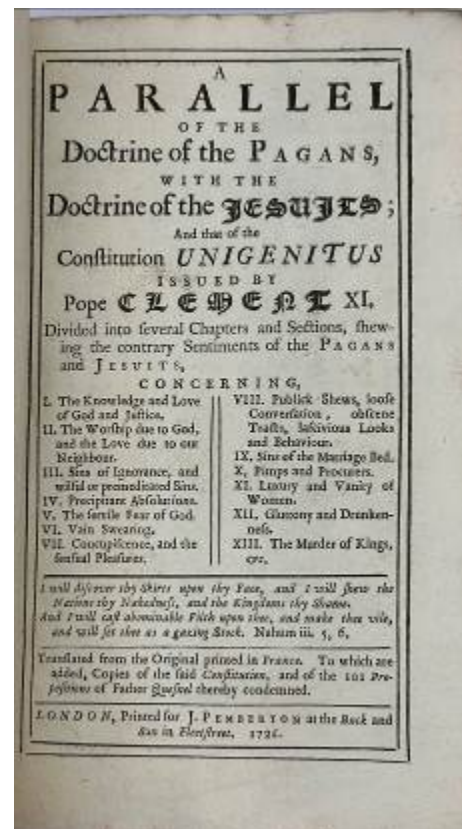 A
PARALLEL
OF THE
Doctrine of the PAGANS,
WITH THE
Doctrine of the JESUITS;
And that of the
Constitution UNIGENITUS
ISSUED BY
Pope CLEMENT XI.
Divided into several Chapters and Sections, shew-
ing the contrary Sentiments of the PAGANS
and JESUITS,
CONCERNING,
I. The Knowledge and Love
of God and Justice.
II. The Worship due to God,
and the Love due to our
Neighbour.
III. Sins of Ignorance, and
wilful or premeditated Sins.
IV. Precipitant Absolutions.
V. The servile Fear of God.
VI. Vain Swearing.
VII. Concupiscence, and the
sensual Pleasures.
VIII. Publick Shews, loose
Conversation, obscene
Toasts, lascivious Looks
and Behaviour.
IX. Sins of the Marriage Bed.
X. Pimps and Procurers.
XI. Luxury and Vanity of
Women.
XII. Gluttony and Drunken-
ness.
XIII. The Murder of Kings,
&c.
I will discover thy Skirts upon thy Face, and I will shew the
Nations thy Nakedness, and the Kingdoms thy Shame.
And I will cast abominable Filth upon thee, and make thee vile,
and will set thee as a gazing Stock. Nahum iii. 5, 6.
Translated from the Original printed in France. To which are
added, Copies of the said Constitution, and of the 101 Pro-
positions of Father Quesnel thereby condemned.
LONDON, Printed for J. PEMBERTON at the Buck and
Sun in Fleetstreet, 1726.